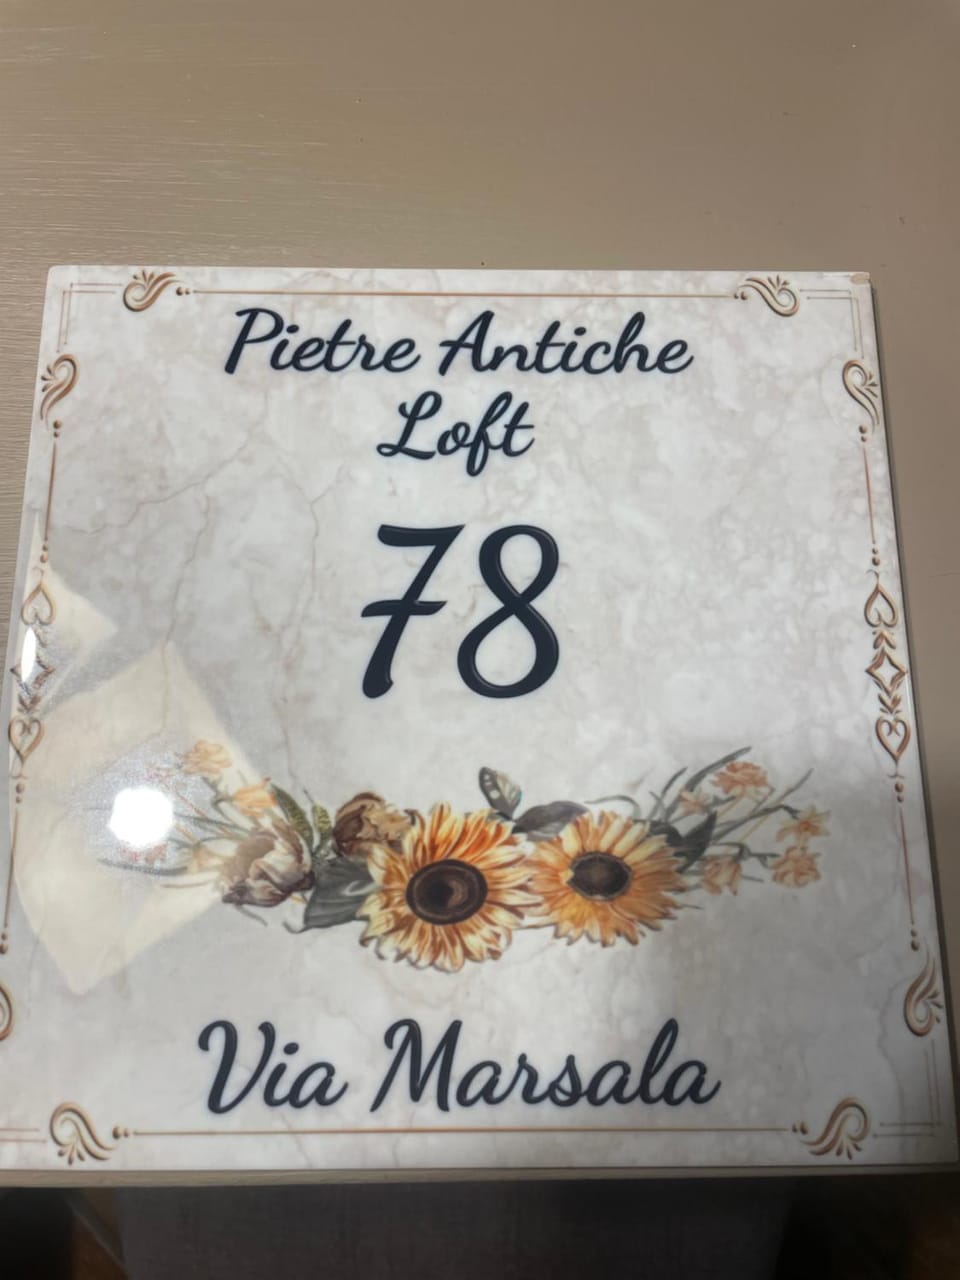 Pietre Antiche
Loft
78
Via Marsala